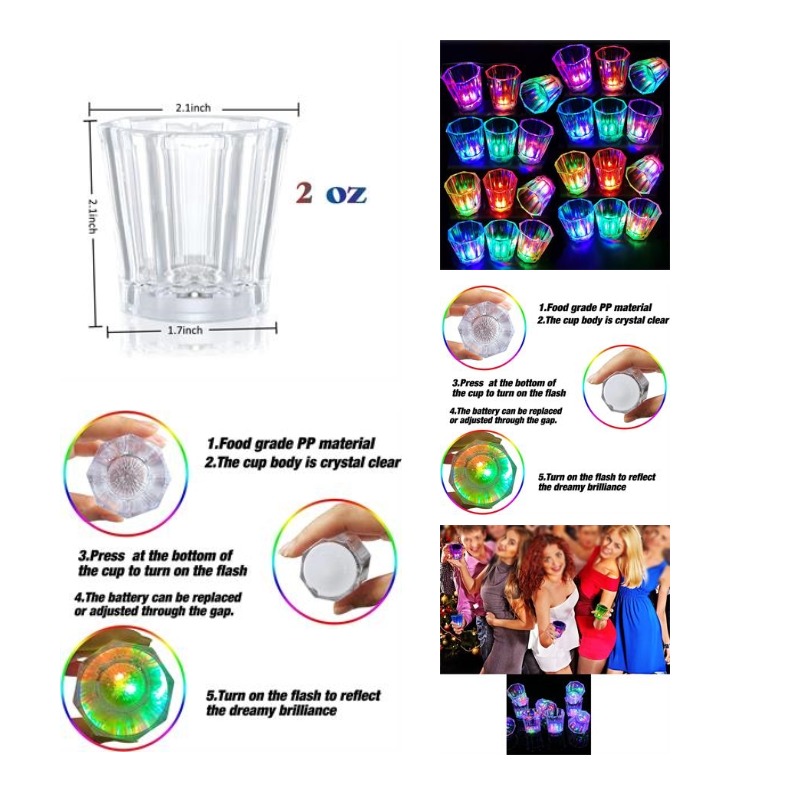 2.1inch
2.1inch
2 oz
1.7inch
1.Food grade PP material
2.The cup body is crystal clear
3.Press at the bottom of
the cup to turn on the flash
4.The battery can be replaced
or adjusted through the gap.
5.Turn on the flash to reflect
the dreamy brilliance
1.Food grade PP material
2.The cup body is crystal clear
3.Press at the bottom of
the cup to turn on the flash
4.The battery can be replaced
or adjusted through the gap.
5.Turn on the flash to reflect
the dreamy brilliance